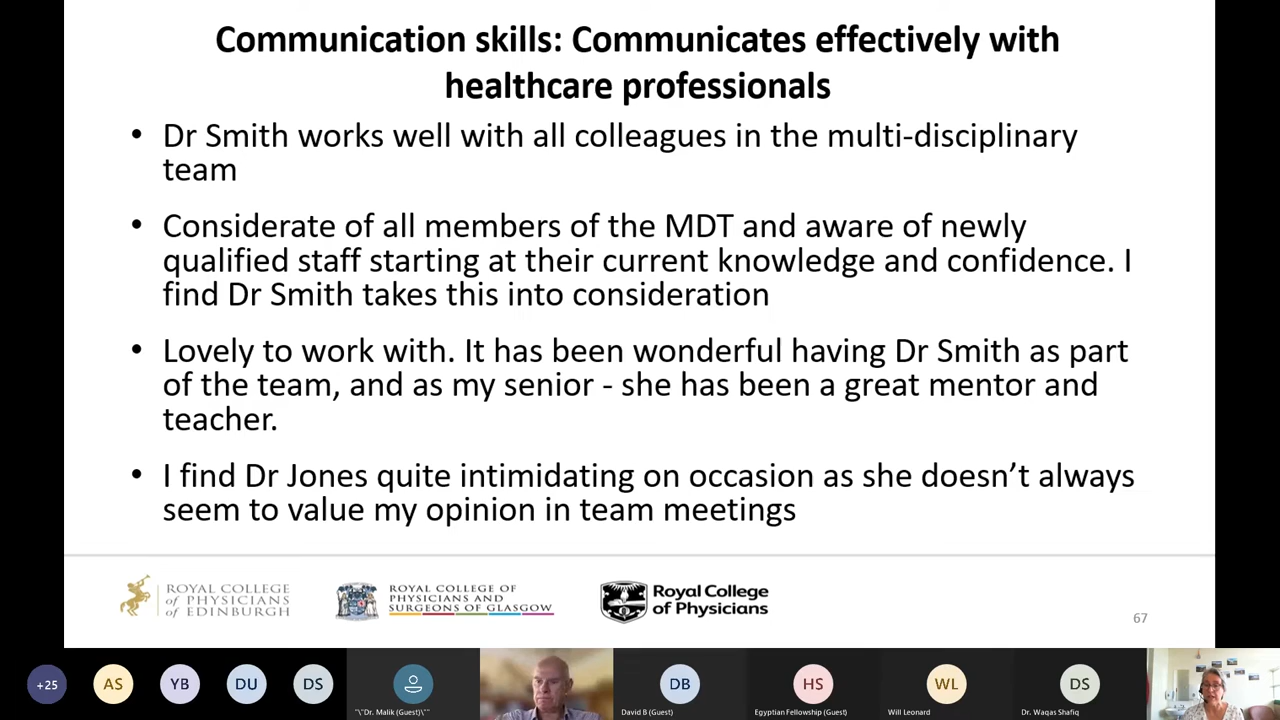 Communication skills: Communicates effectively with
healthcare professionals
• Dr Smith works well with all colleagues in the multi-disciplinary
team
• Considerate of all members of the MDT and aware of newly
qualified staff starting at their current knowledge and confidence. I
find Dr Smith takes this into consideration
• Lovely to work with. It has been wonderful having Dr Smith as part
of the team, and as my senior - she has been a great mentor and
teacher.
• I find Dr Jones quite intimidating on occasion as she doesn’t always
seem to value my opinion in team meetings
ROYAL COLLEGE
of PHYSICIANS
of EDINBURGH
ROYAL COLLEGE OF
PHYSICIANS AND
SURGEONS OF GLASGOW
Royal College
of Physicians
67
+25
AS
YB
DU
DS
"\"Dr. Malik (Guest)\""
DB
David B (Guest)
HS
Egyptian Fellowship (Guest)
WL
Will Leonard
DS
Dr. Waqas Shafiq